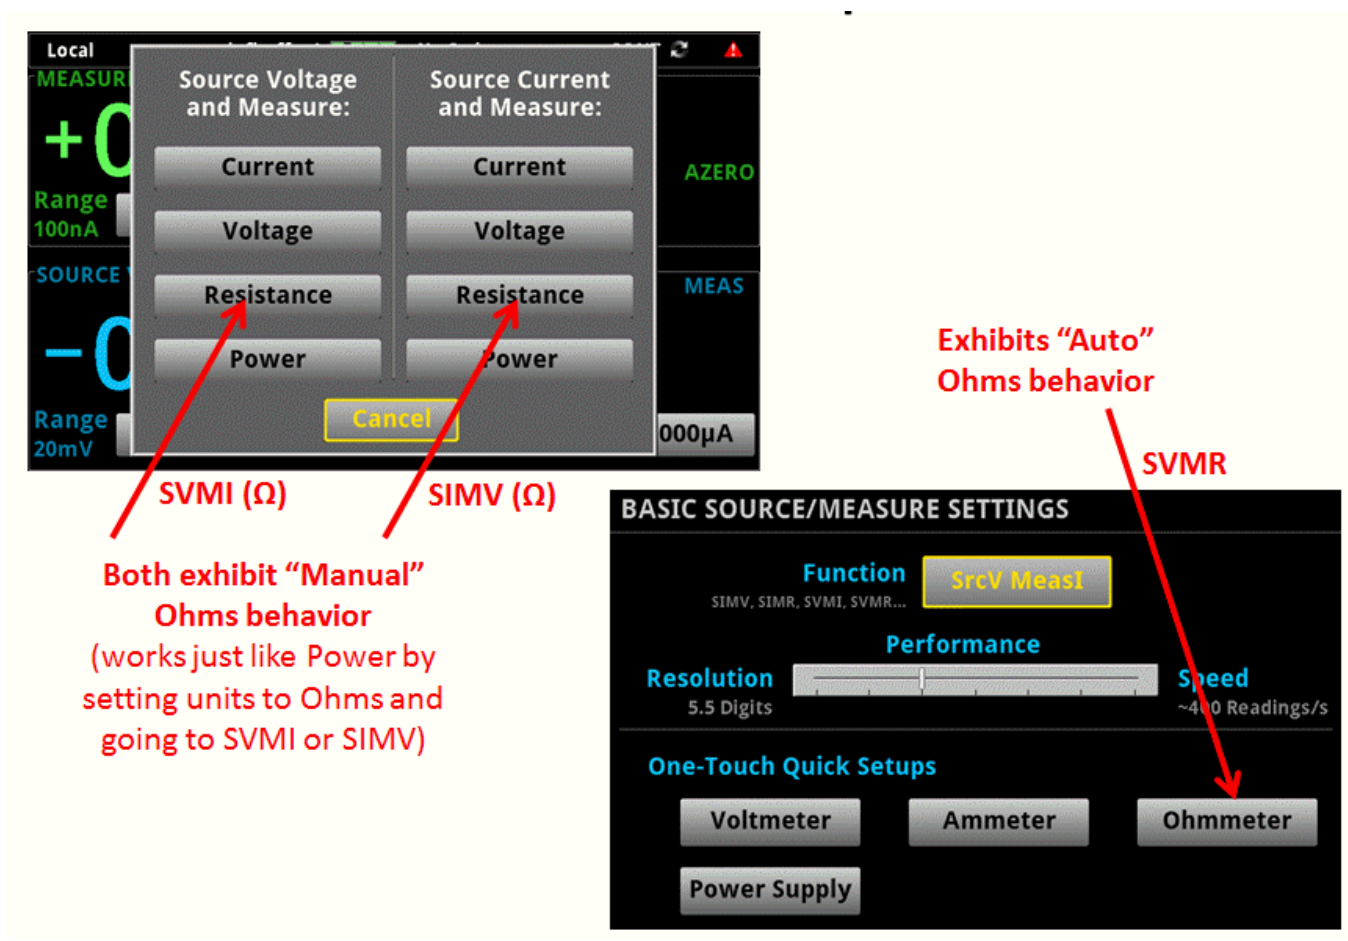 Local
MEASUR
Range
100nA
AZERO
SOURCE
MEAS
Range
20mV
000µA
Source Voltage
and Measure:
Current
Voltage
Resistance
Power
Source Current
and Measure:
Current
Voltage
Resistance
Power
Cancel
SVMI (Ω)
SIMV (Ω)
Both exhibit “Manual”
Ohms behavior
(works just like Power by
setting units to Ohms and
going to SVMI or SIMV)
Exhibits “Auto”
Ohms behavior
SVMR
BASIC SOURCE/MEASURE SETTINGS
Function
SIMV, SIMR, SVMI, SVMR...
SrcV MeasI
Performance
Resolution
5.5 Digits
Speed
~400 Readings/s
One-Touch Quick Setups
Voltmeter
Ammeter
Ohmmeter
Power Supply